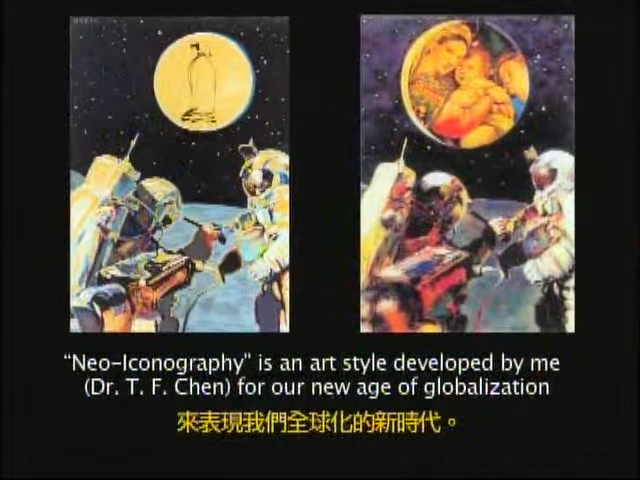 “Neo-Iconography” is an art style developed by me
(Dr. T. F. Chen) for our new age of globalization
來表現我們全球化的新時代。